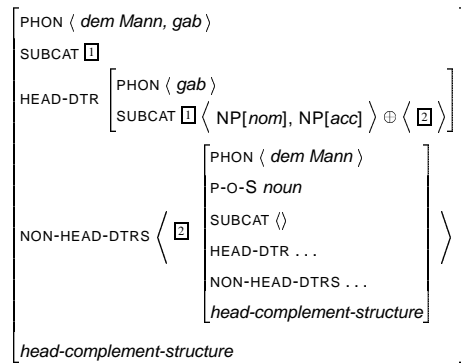 PHON ⟨ dem Mann, gab ⟩
SUBCAT 1
HEAD-DTR [ PHON ⟨ gab ⟩
SUBCAT 1 ⟨ NP[nom], NP[acc] ⟩ ⊕ ⟨ 2 ⟩ ]
PHON ⟨ dem Mann ⟩
P-O-S noun
SUBCAT ⟨⟩
NON-HEAD-DTRS ⟨ 2 HEAD-DTR ... ⟩
NON-HEAD-DTRS ...
head-complement-structure
head-complement-structure